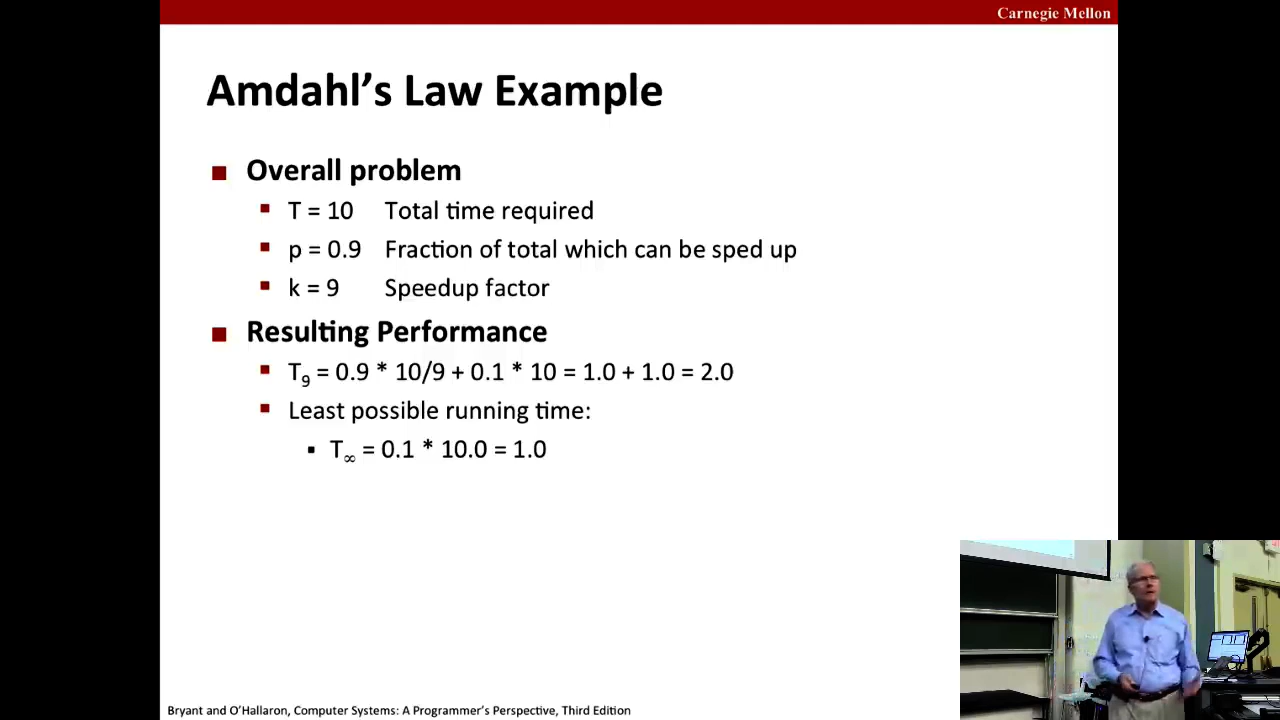 Carnegie Mellon
Amdahl's Law Example
■ Overall problem
▪ T = 10 Total time required
▪ p = 0.9 Fraction of total which can be sped up
▪ k = 9 Speedup factor
■ Resulting Performance
▪ T₉ = 0.9 * 10/9 + 0.1 * 10 = 1.0 + 1.0 = 2.0
▪ Least possible running time:
▪ T∞ = 0.1 * 10.0 = 1.0
Bryant and O'Hallaron, Computer Systems: A Programmer's Perspective, Third Edition